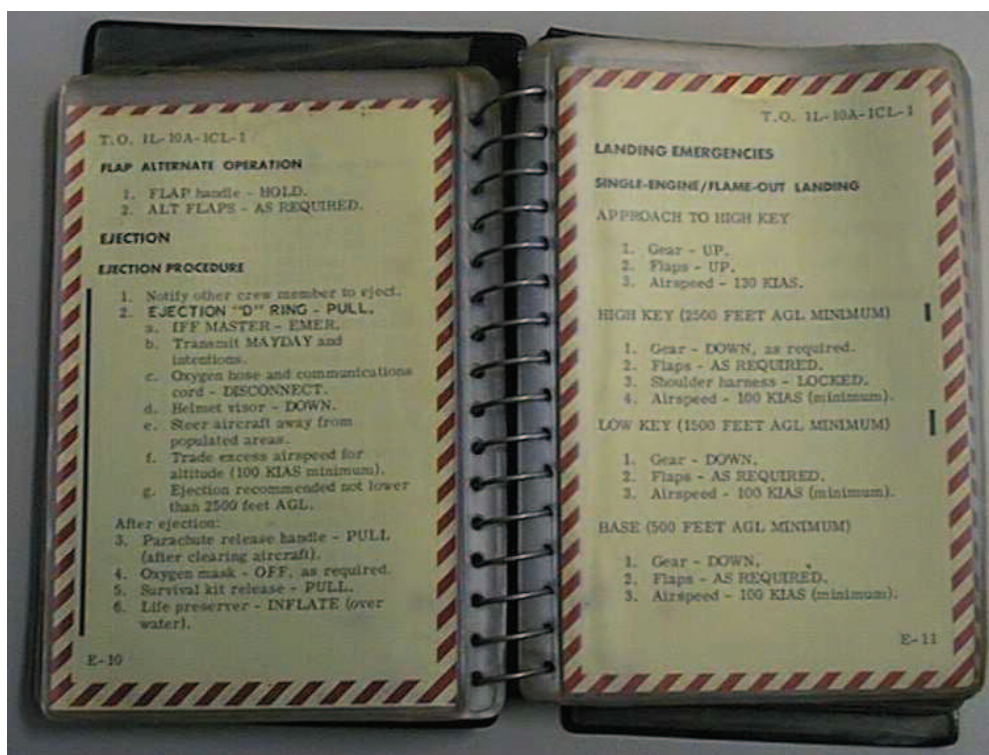 T.O. 1L-10A-1CL-1
FLAP ALTERNATE OPERATION
1. FLAP handle - HOLD.
2. ALT FLAPS - AS REQUIRED.
EJECTION
EJECTION PROCEDURE
1. Notify other crew member to eject.
2. EJECTION "D" RING - PULL.
a. IFF MASTER - EMER.
b. Transmit MAYDAY and
intentions.
c. Oxygen hose and communications
cord - DISCONNECT.
d. Helmet visor - DOWN.
e. Steer aircraft away from
populated areas.
f. Trade excess airspeed for
altitude (100 KIAS minimum).
g. Ejection recommended not lower
than 2500 feet AGL.
After ejection:
3. Parachute release handle - PULL
(after clearing aircraft).
4. Oxygen mask - OFF, as required.
5. Survival kit release - PULL.
6. Life preserver - INFLATE (over
water).
E-10
T.O. 1L-10A-1CL-1
LANDING EMERGENCIES
SINGLE-ENGINE/FLAME-OUT LANDING
APPROACH TO HIGH KEY
1. Gear - UP.
2. Flaps - UP.
3. Airspeed - 130 KIAS.
HIGH KEY (2500 FEET AGL MINIMUM)
1. Gear - DOWN, as required.
2. Flaps - AS REQUIRED.
3. Shoulder harness - LOCKED.
4. Airspeed - 100 KIAS (minimum).
LOW KEY (1500 FEET AGL MINIMUM)
1. Gear - DOWN.
2. Flaps - AS REQUIRED.
3. Airspeed - 100 KIAS (minimum).
BASE (500 FEET AGL MINIMUM)
1. Gear - DOWN.
2. Flaps - AS REQUIRED.
3. Airspeed - 100 KIAS (minimum).
E-11